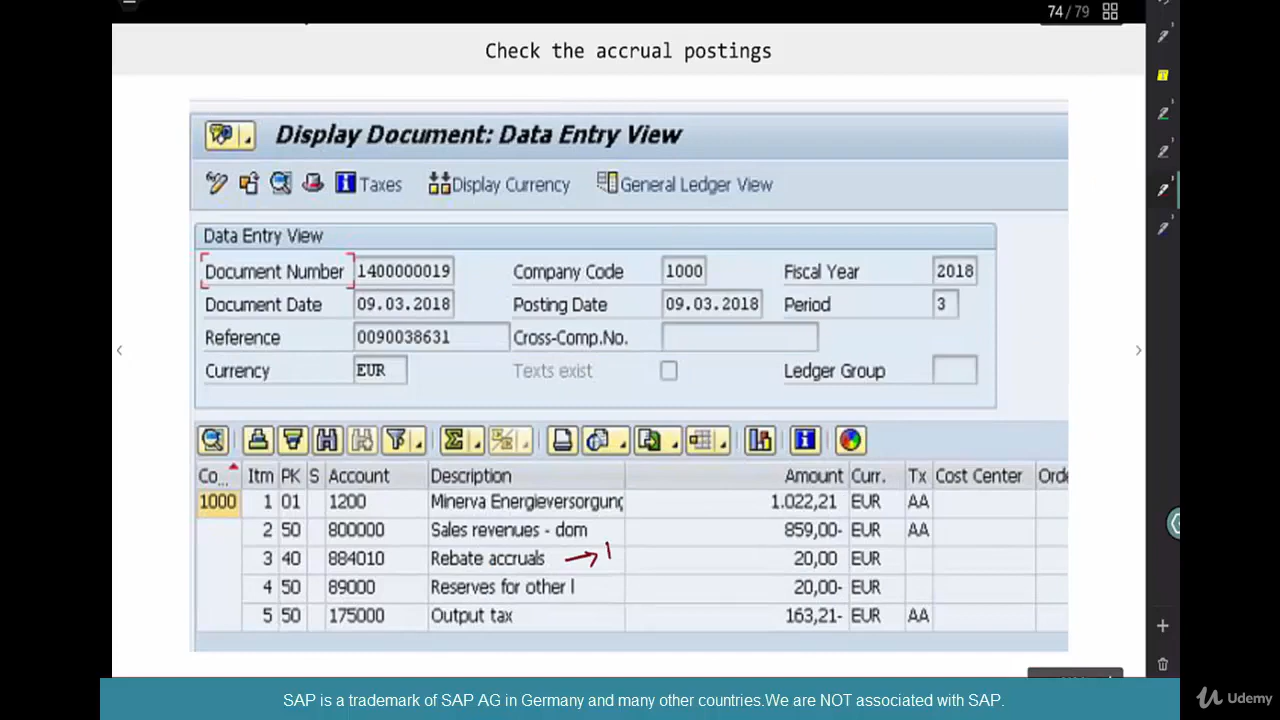 74 / 79
Check the accrual postings
Display Document: Data Entry View
Taxes Display Currency General Ledger View
Data Entry View
Document Number 1400000019 Company Code 1000 Fiscal Year 2018
Document Date 09.03.2018 Posting Date 09.03.2018 Period 3
Reference 0090038631 Cross-Comp.No.
Currency EUR Texts exist Ledger Group
Co... Itm PK S Account Description Amount Curr. Tx Cost Center Orde
1000 1 01 1200 Minerva Energieversorgung 1.022,21 EUR AA
2 50 800000 Sales revenues - dom 859,00- EUR AA
3 40 884010 Rebate accruals 20,00 EUR
4 50 89000 Reserves for other l 20,00- EUR
5 50 175000 Output tax 163,21- EUR AA
SAP is a trademark of SAP AG in Germany and many other countries.We are NOT associated with SAP.
Udemy